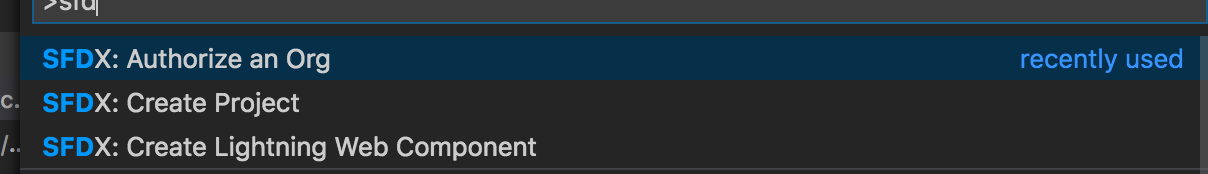 >sfd
SFDX: Authorize an Org recently used
SFDX: Create Project
SFDX: Create Lightning Web Component
c.
/..